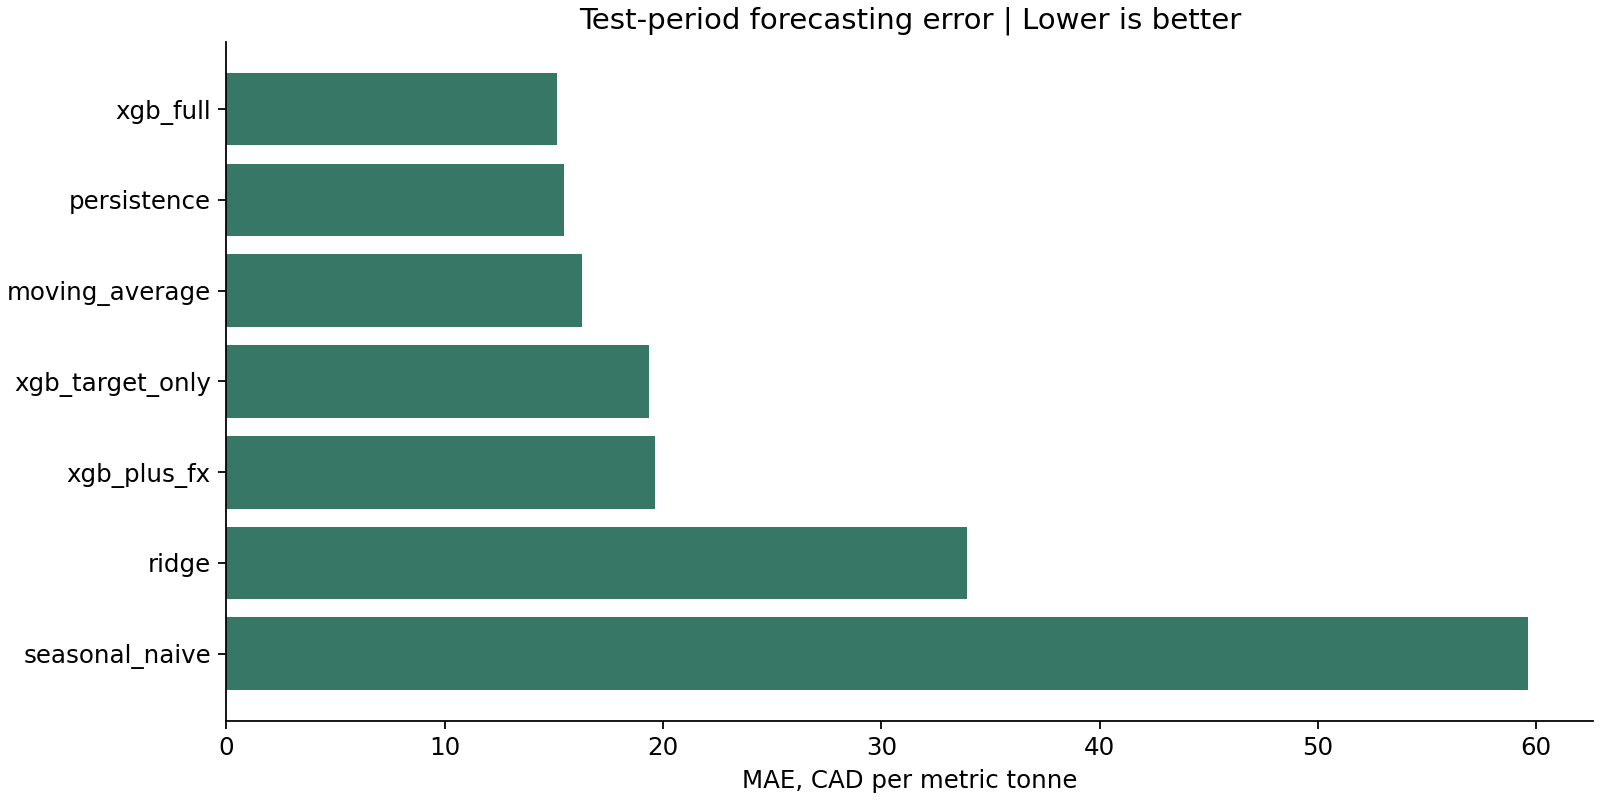 Test-period forecasting error | Lower is better
xgb_full
persistence
moving_average
xgb_target_only
xgb_plus_fx
ridge
seasonal_naive
0 10 20 30 40 50 60
MAE, CAD per metric tonne